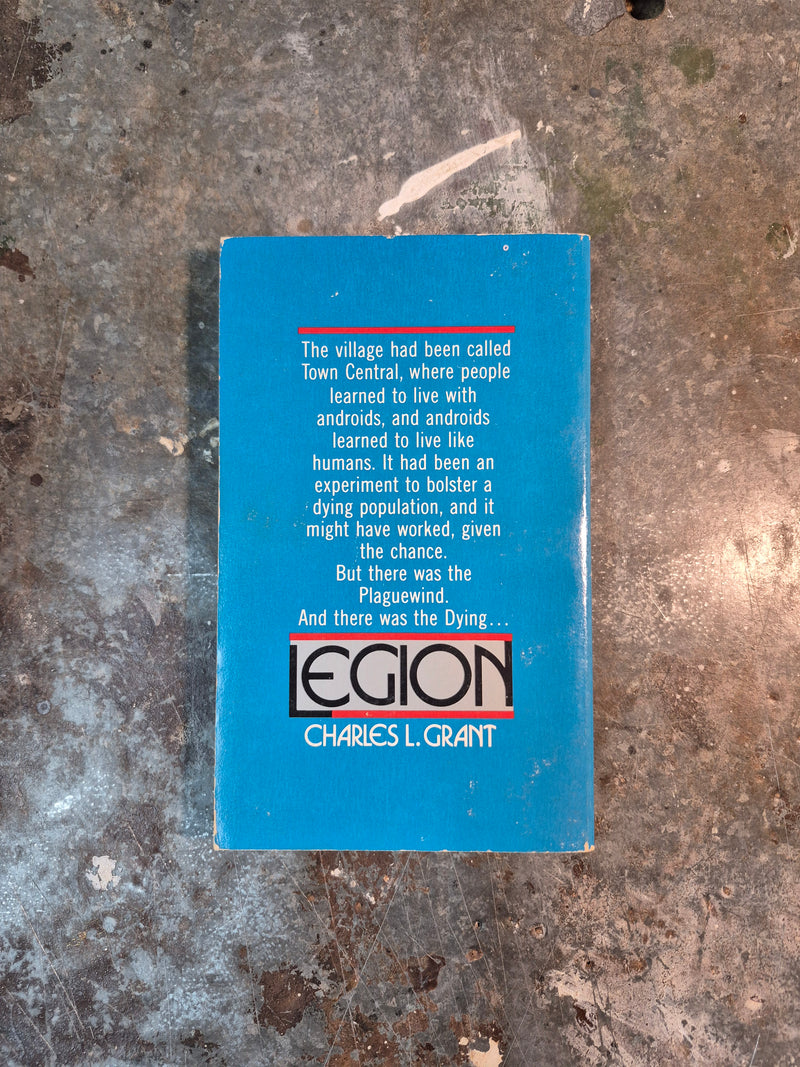 The village had been called
Town Central, where people
learned to live with
androids, and androids
learned to live like
humans. It had been an
experiment to bolster a
dying population, and it
might have worked, given
the chance.
But there was the
Plaguewind.
And there was the Dying...
LEGION
CHARLES L. GRANT